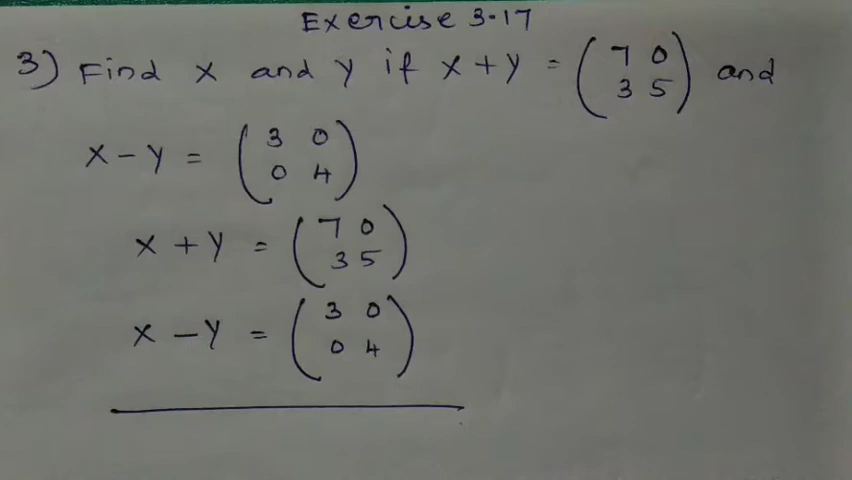 Exercise 3.17
3) Find x and y if x + y = ( 7 0 ) and
( 3 5 )
x - y = ( 3 0 )
( 0 4 )
x + y = ( 7 0 )
( 3 5 )
x - y = ( 3 0 )
( 0 4 )